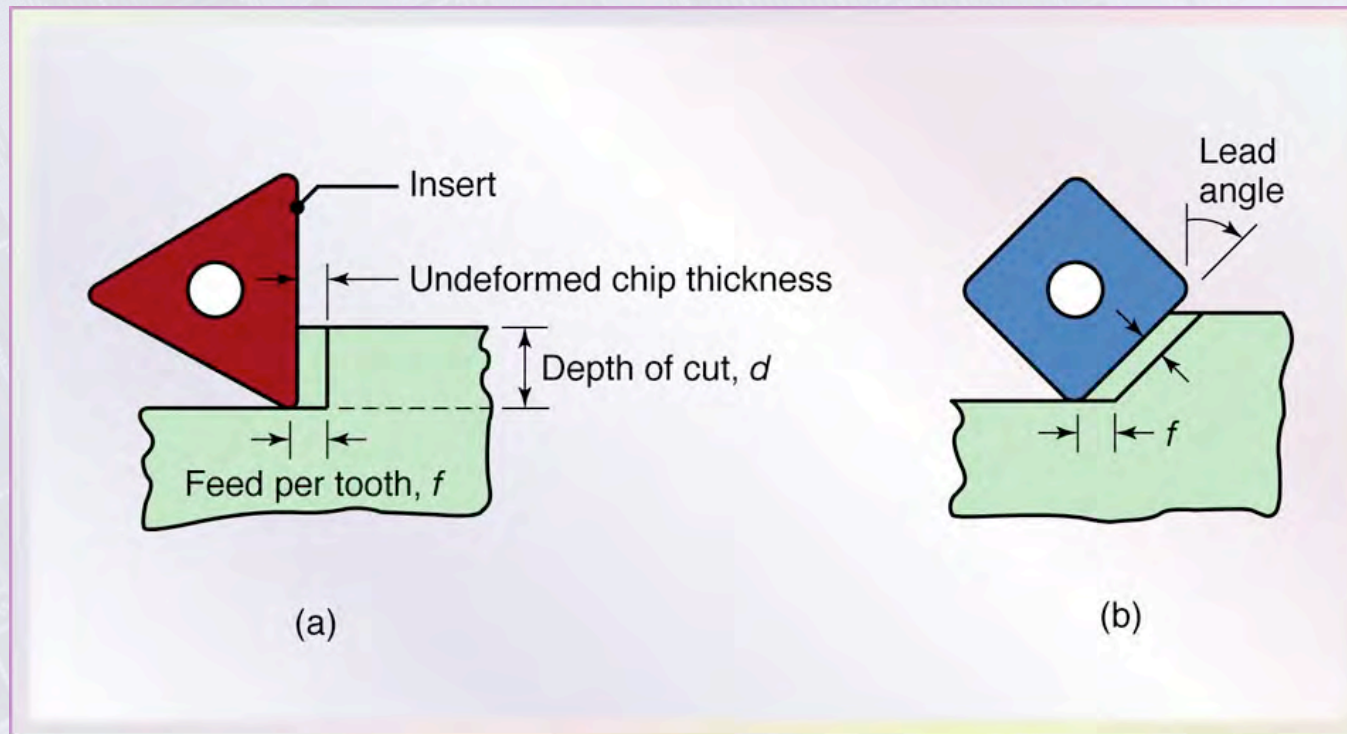 Insert
Undeformed chip thickness
Depth of cut, d
Feed per tooth, f
(a)
Lead
angle
f
(b)